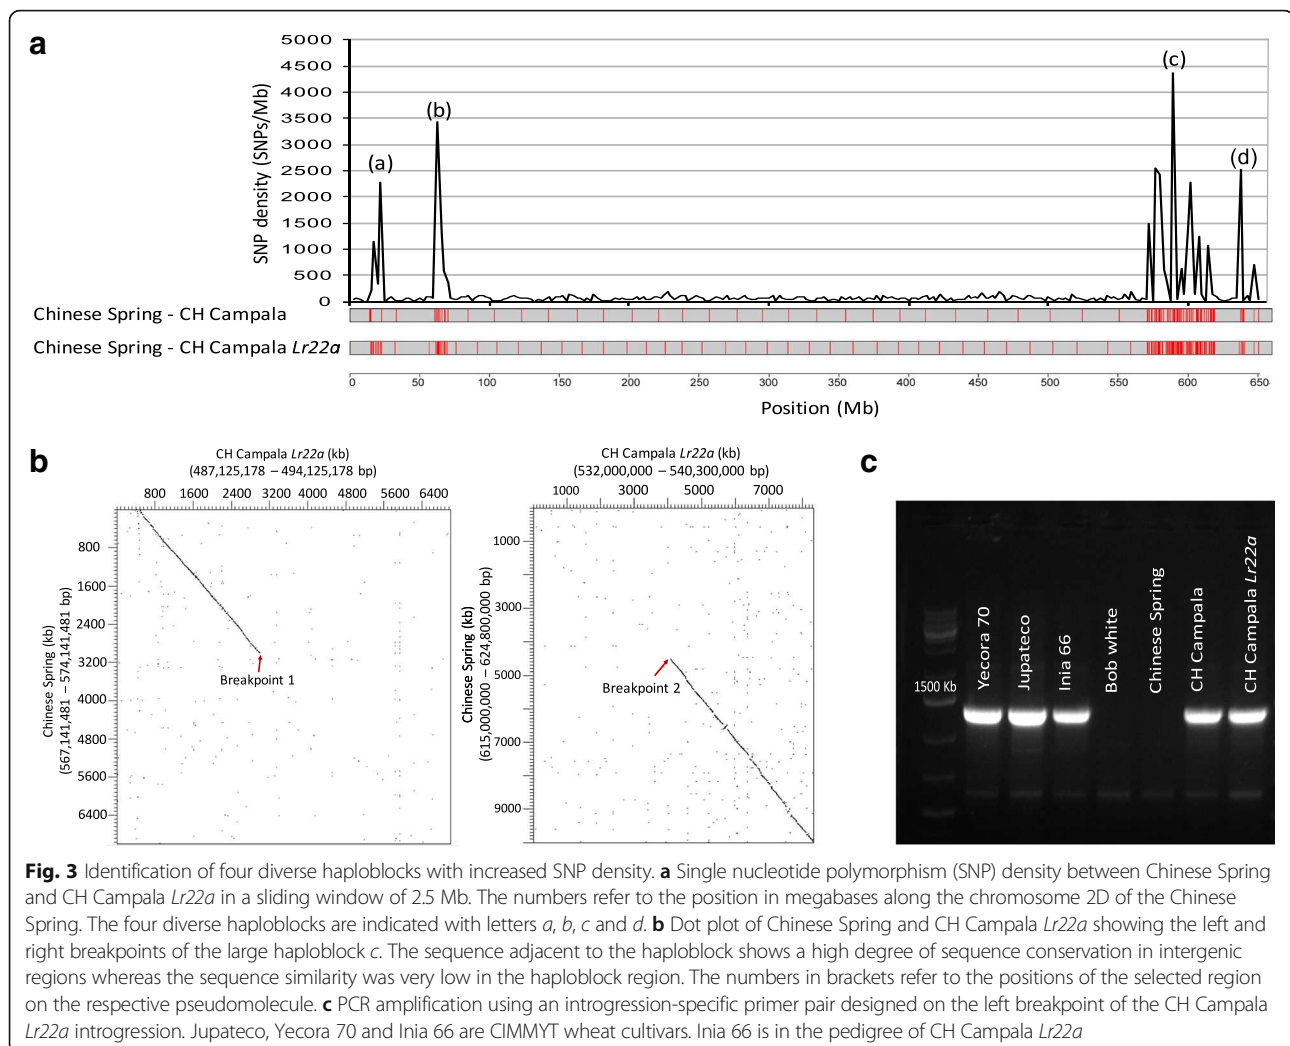 a
5000
4500
4000
3500
3000
2500
2000
1500
1000
500
0
SNP density (SNPs/Mb)
(a)
(b)
(c)
(d)
Chinese Spring - CH Campala
Chinese Spring - CH Campala Lr22a
0 50 100 150 200 250 300 350 400 450 500 550 600 650
Position (Mb)
b
CH Campala Lr22a (kb)
(487,125,178 – 494,125,178 bp)
800 1600 2400 3200 4000 4800 5600 6400
Chinese Spring (kb)
(567,141,481 – 574,141,481 bp)
800
1600
2400
3200
4000
4800
5600
6400
Breakpoint 1
CH Campala Lr22a (kb)
(532,000,000 – 540,300,000 bp)
1000 3000 5000 7000
Chinese Spring (kb)
(615,000,000 – 624,800,000 bp)
1000
3000
5000
7000
9000
Breakpoint 2
c
1500 Kb
Yecora 70
Jupateco
Inia 66
Bob white
Chinese Spring
CH Campala
CH Campala Lr22a
Fig. 3 Identification of four diverse haploblocks with increased SNP density. a Single nucleotide polymorphism (SNP) density between Chinese Spring
and CH Campala Lr22a in a sliding window of 2.5 Mb. The numbers refer to the position in megabases along the chromosome 2D of the Chinese
Spring. The four diverse haploblocks are indicated with letters a, b, c and d. b Dot plot of Chinese Spring and CH Campala Lr22a showing the left and
right breakpoints of the large haploblock c. The sequence adjacent to the haploblock shows a high degree of sequence conservation in intergenic
regions whereas the sequence similarity was very low in the haploblock region. The numbers in brackets refer to the positions of the selected region
on the respective pseudomolecule. c PCR amplification using an introgression-specific primer pair designed on the left breakpoint of the CH Campala
Lr22a introgression. Jupateco, Yecora 70 and Inia 66 are CIMMYT wheat cultivars. Inia 66 is in the pedigree of CH Campala Lr22a